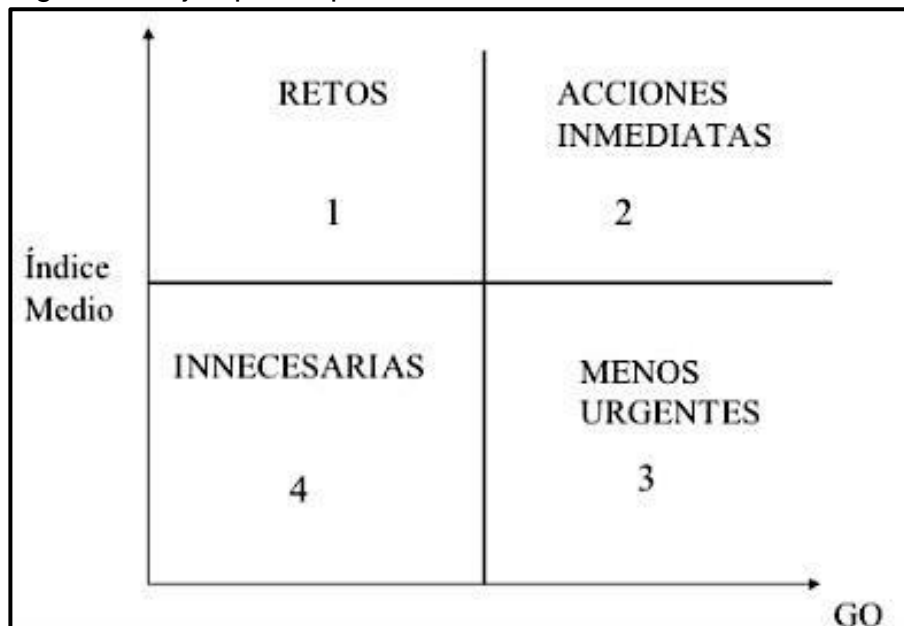 RETOS
ACCIONES
INMEDIATAS
1
2
Índice
Medio
INNECESARIAS
MENOS
URGENTES
4
3
GO